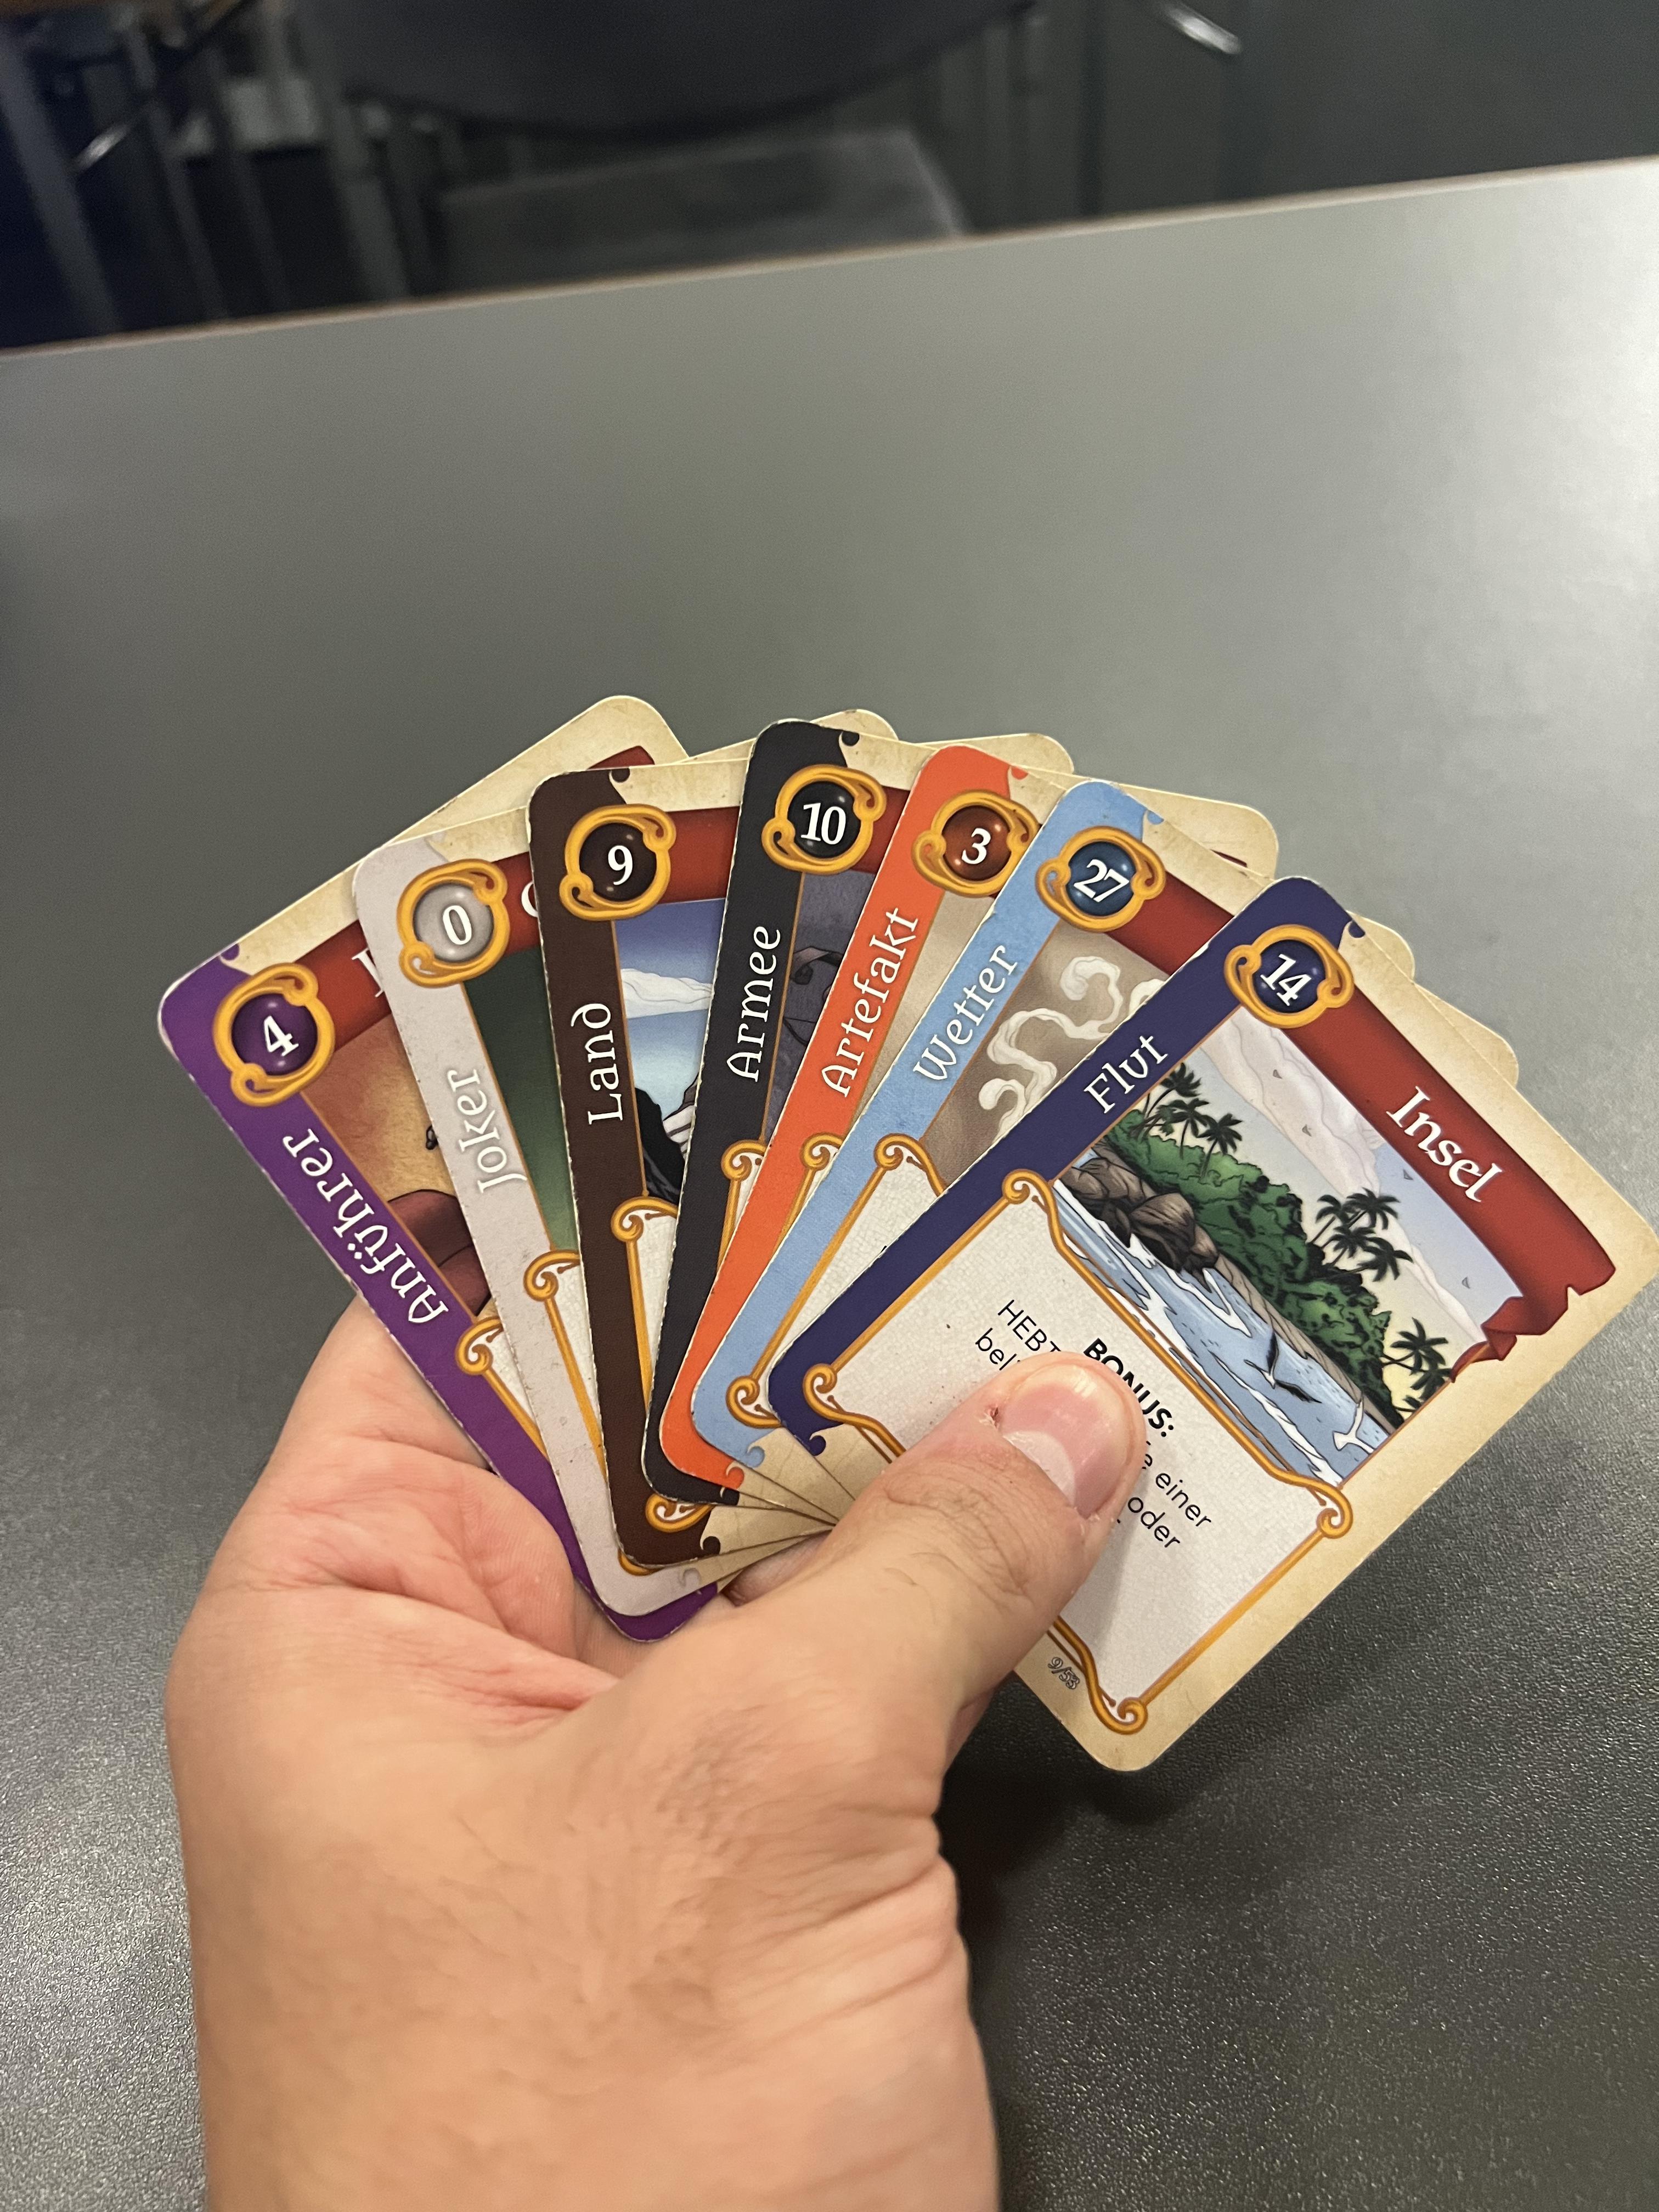 4
Anführer
0
Joker
9
Land
10
Armee
3
Artefakt
27
Wetter
14
Flut
Insel
BONUS:
einer
oder
9/53